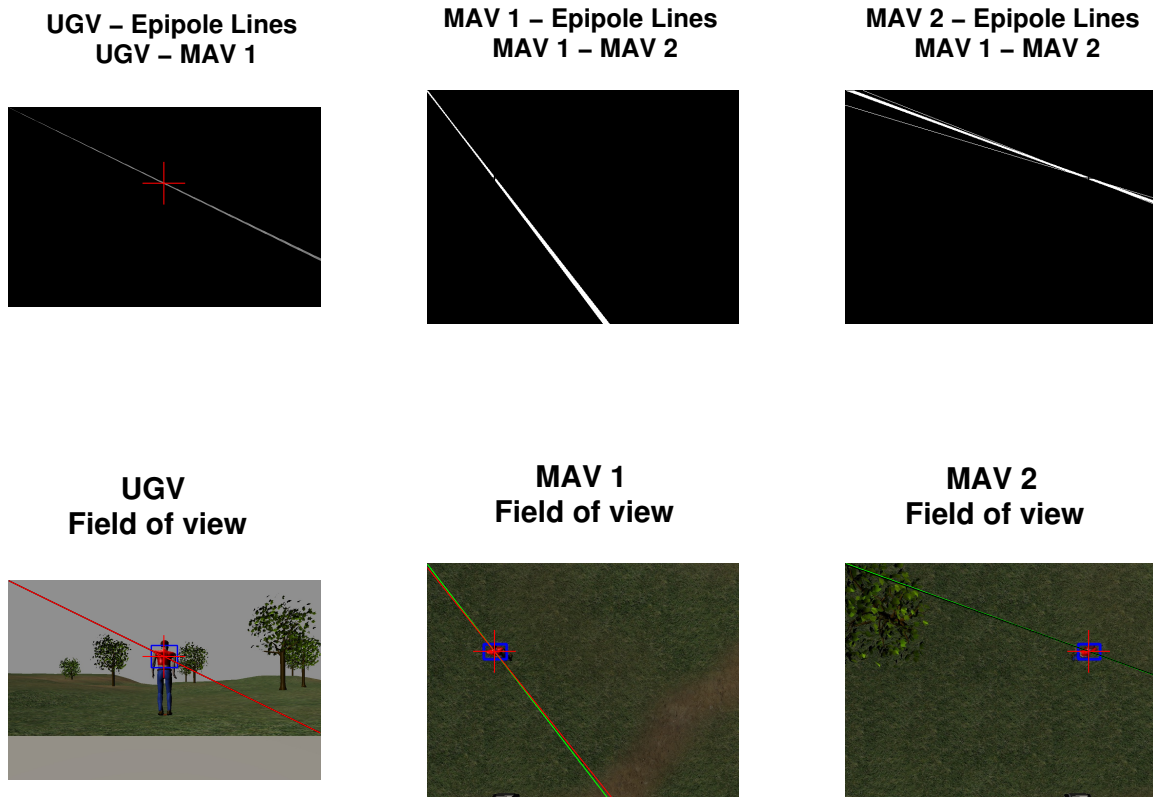 UGV – Epipole Lines
UGV – MAV 1
MAV 1 – Epipole Lines
MAV 1 – MAV 2
MAV 2 – Epipole Lines
MAV 1 – MAV 2
UGV
Field of view
MAV 1
Field of view
MAV 2
Field of view